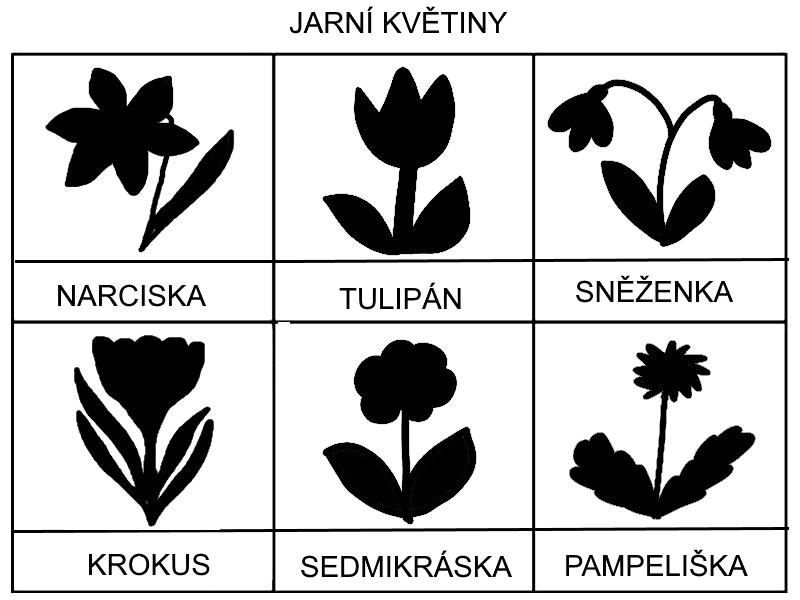 JARNÍ KVĚTINY
NARCISKA
TULIPÁN
SNĚŽENKA
KROKUS
SEDMIKRÁSKA
PAMPELIŠKA